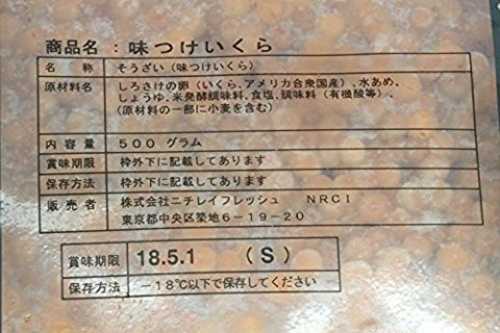 商品名：味つけいくら
名　称　そうざい（味つけいくら）
原材料名　しろさけの卵（いくら、アメリカ合衆国産）、水あめ、
しょうゆ、米発酵調味料、食塩、調味料（有機酸等）、
（原材料の一部に小麦を含む）
内容量　５００グラム
賞味期限　枠外下に記載してあります
保存方法　枠外下に記載してあります
販売者　株式会社ニチレイフレッシュ　ＮＲＣ１
東京都中央区築地６－１９－２０
賞味期限　18.5.1　（Ｓ）
保存方法　－18℃以下で保存してください